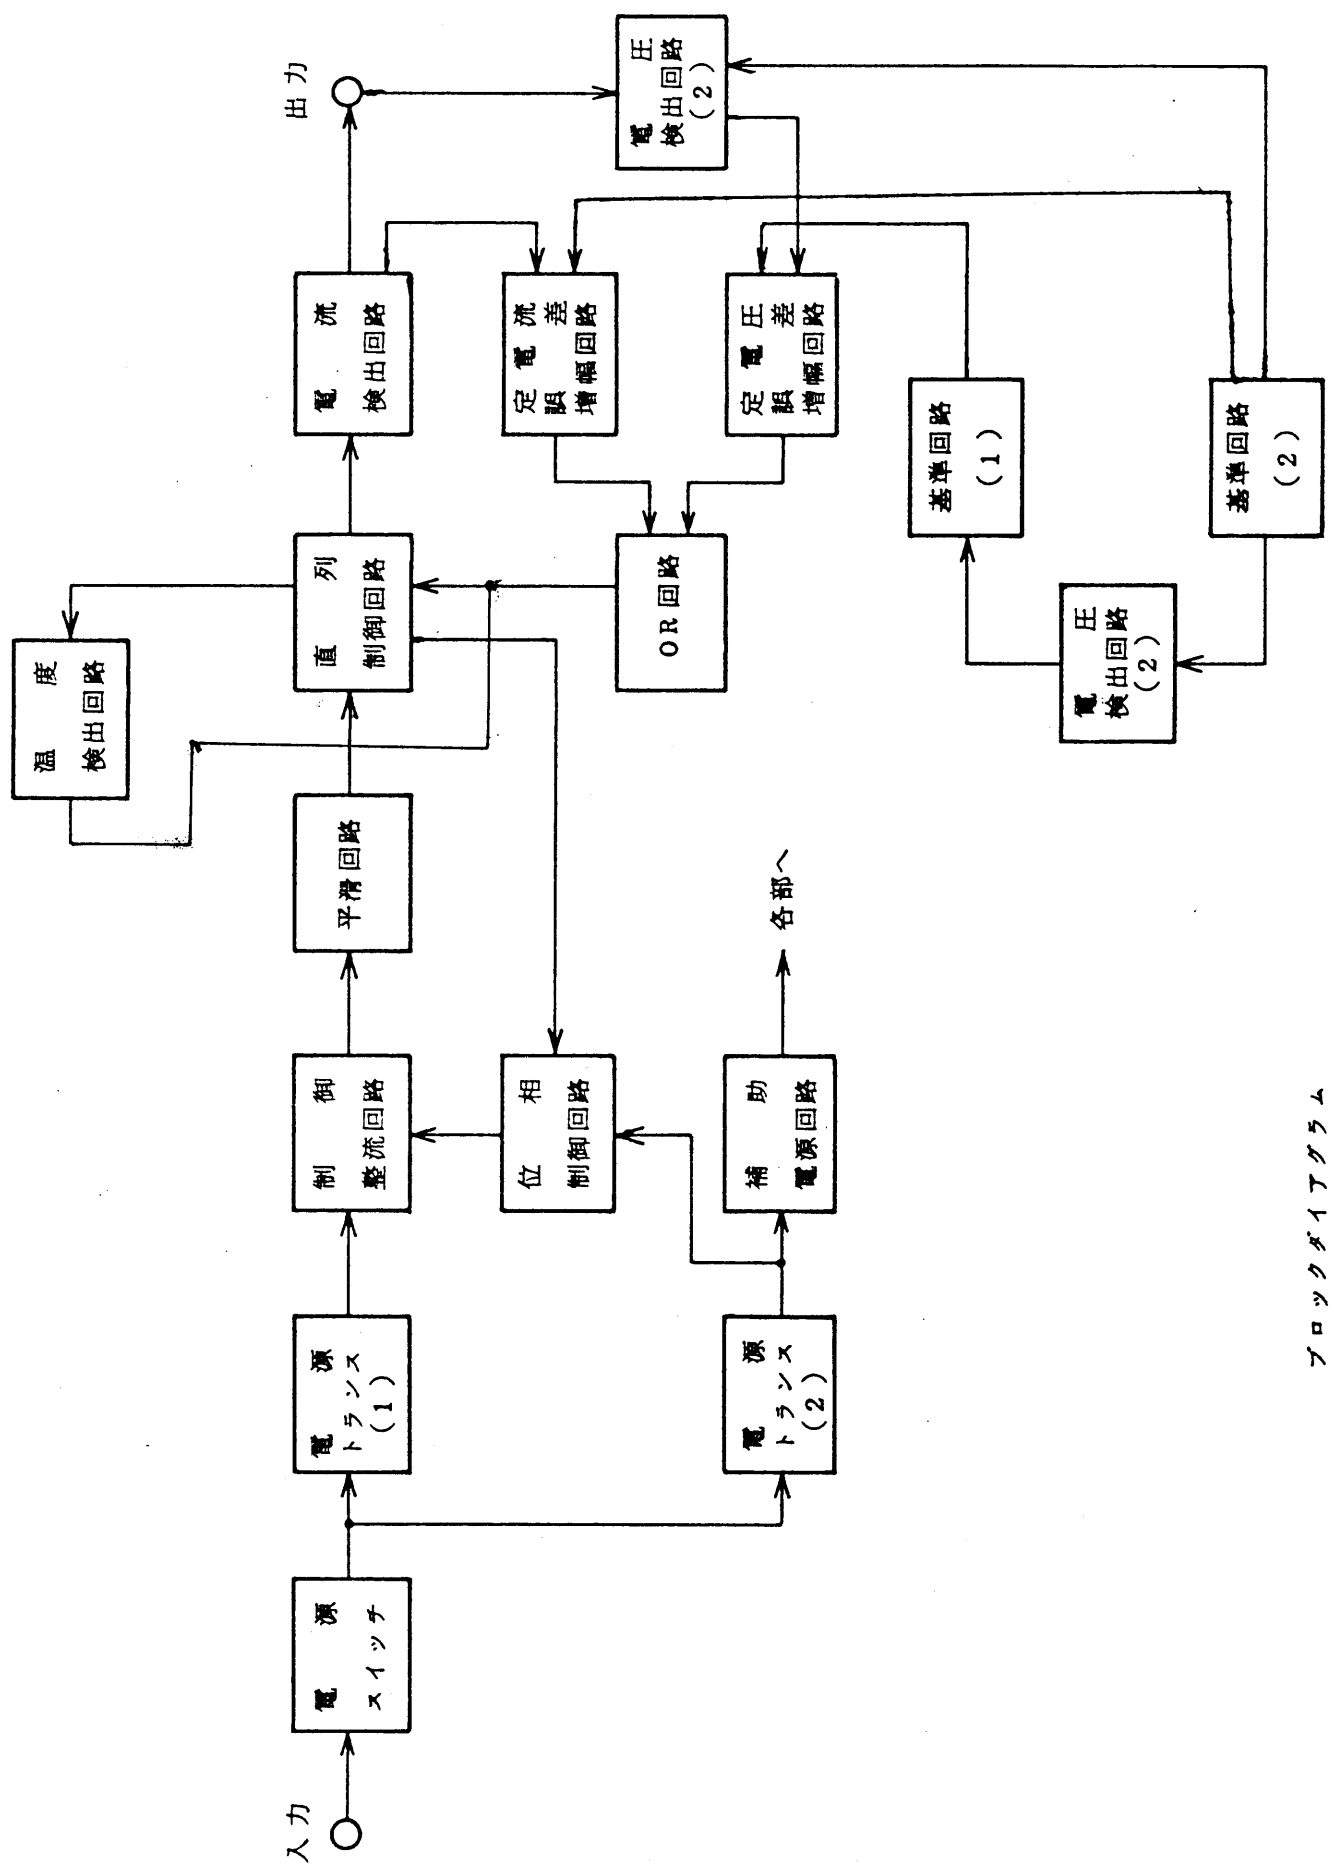 温度
検出回路
入力
電源
スイッチ
電源
トランス
(1)
制御
整流回路
平滑回路
直列
制御回路
電流
検出回路
出力
位相
制御回路
定電流
誤差
増幅回路
電圧
検出回路
(2)
OR回路
電源
トランス
(2)
補助
電源回路
各部へ
定電圧
誤差
増幅回路
基準回路
(1)
電圧
検出回路
(2)
基準回路
(2)
ブロックダイアグラム